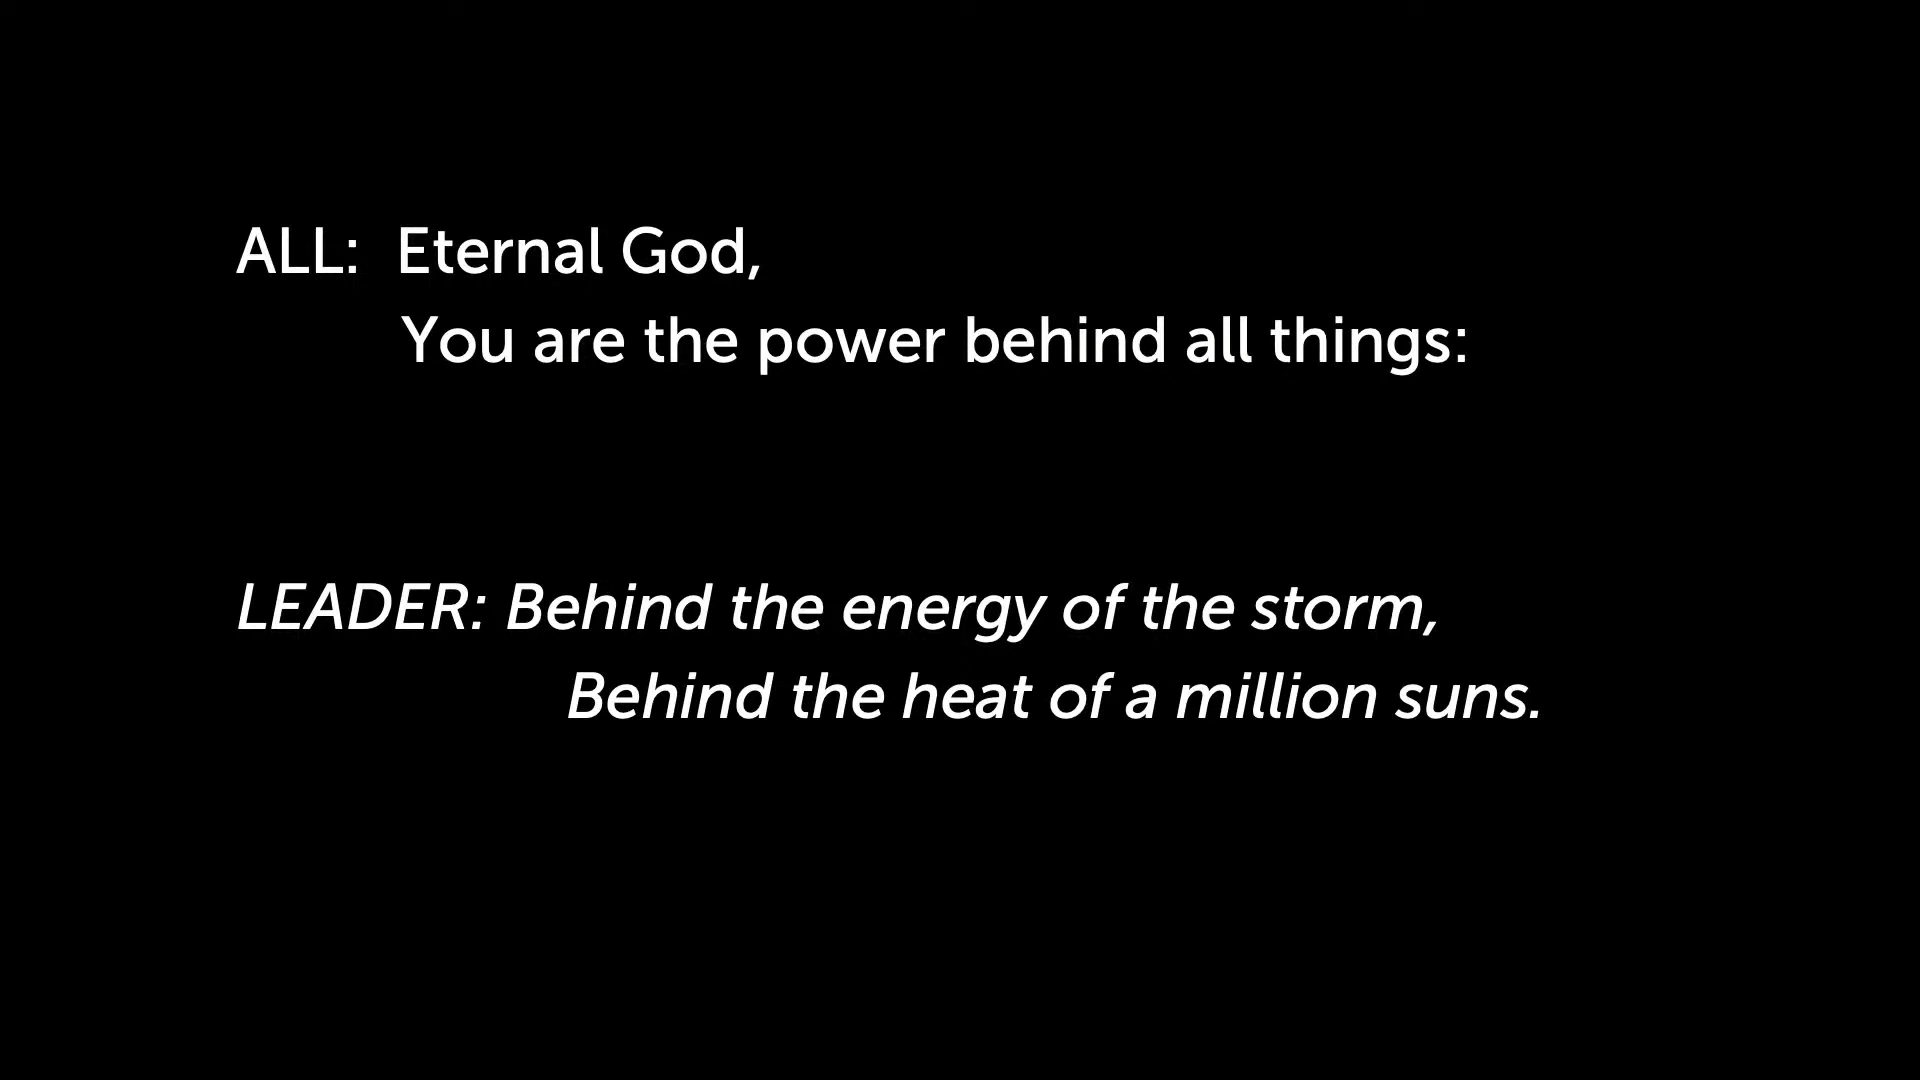 ALL: Eternal God,
You are the power behind all things:
LEADER: Behind the energy of the storm,
Behind the heat of a million suns.